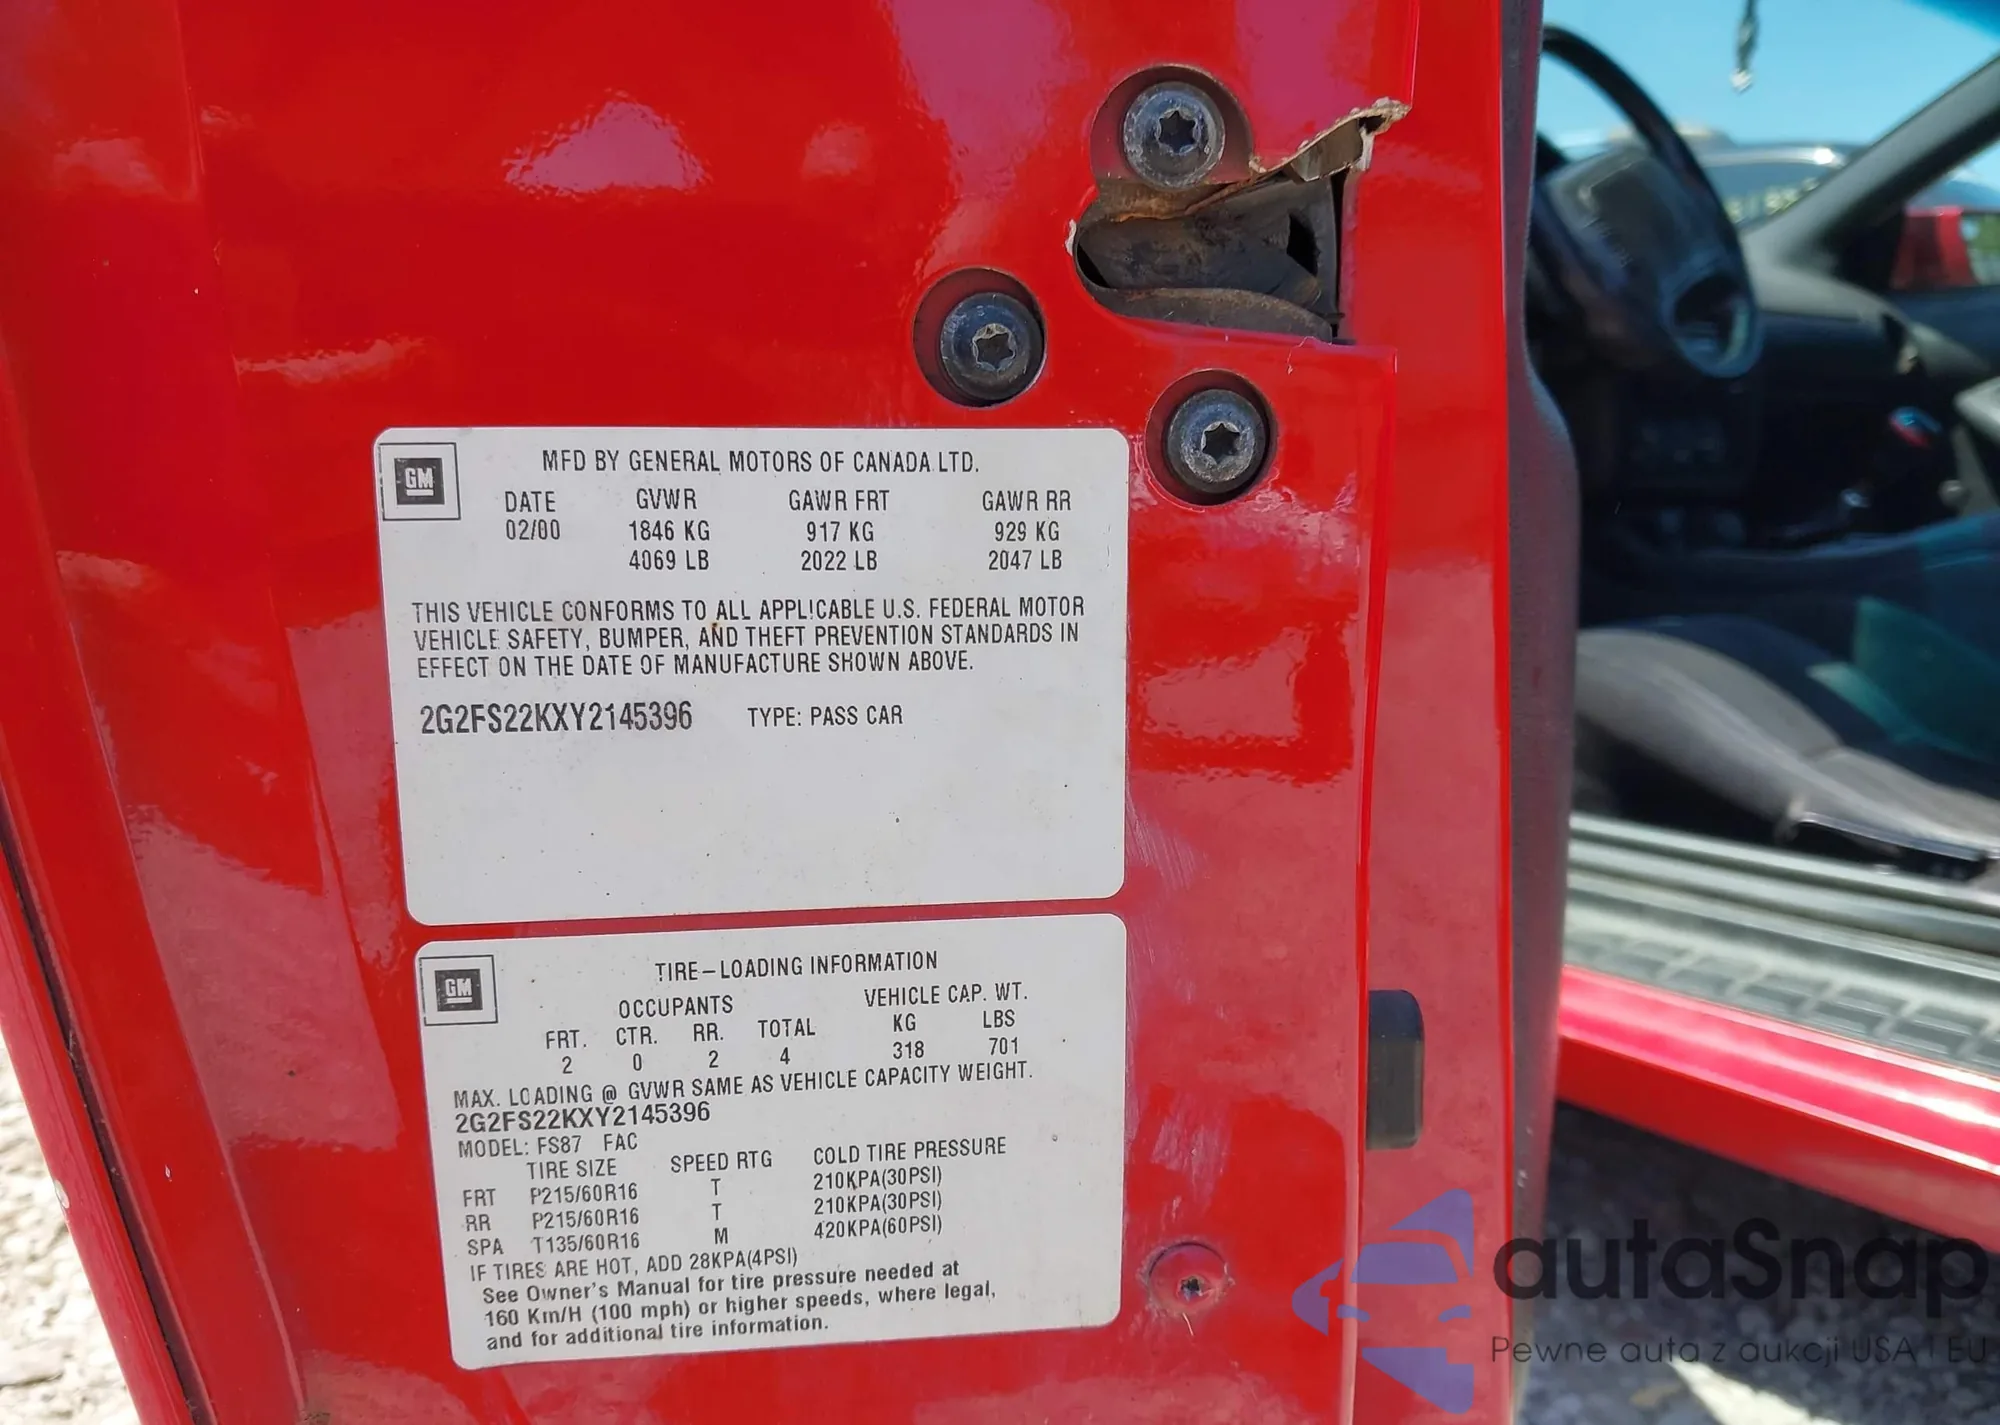 GM
MFD BY GENERAL MOTORS OF CANADA LTD.
DATE GVWR GAWR FRT GAWR RR
02/00 1846 KG 917 KG 929 KG
4069 LB 2022 LB 2047 LB
THIS VEHICLE CONFORMS TO ALL APPLICABLE U.S. FEDERAL MOTOR
VEHICLE SAFETY, BUMPER, AND THEFT PREVENTION STANDARDS IN
EFFECT ON THE DATE OF MANUFACTURE SHOWN ABOVE.
2G2FS22KXY2145396 TYPE: PASS CAR
GM
TIRE-LOADING INFORMATION
OCCUPANTS VEHICLE CAP. WT.
FRT. CTR. RR. TOTAL KG LBS
2 0 2 4 318 701
MAX. LOADING @ GVWR SAME AS VEHICLE CAPACITY WEIGHT.
2G2FS22KXY2145396
MODEL: FS87 FAC
TIRE SIZE SPEED RTG COLD TIRE PRESSURE
FRT P215/60R16 T 210KPA(30PSI)
RR P215/60R16 T 210KPA(30PSI)
SPA T135/60R16 M 420KPA(60PSI)
IF TIRES ARE HOT, ADD 28KPA(4PSI)
See Owner's Manual for tire pressure needed at
160 Km/H (100 mph) or higher speeds, where legal,
and for additional tire information.
autaSnap
Pewne auta z aukcji USA i EU